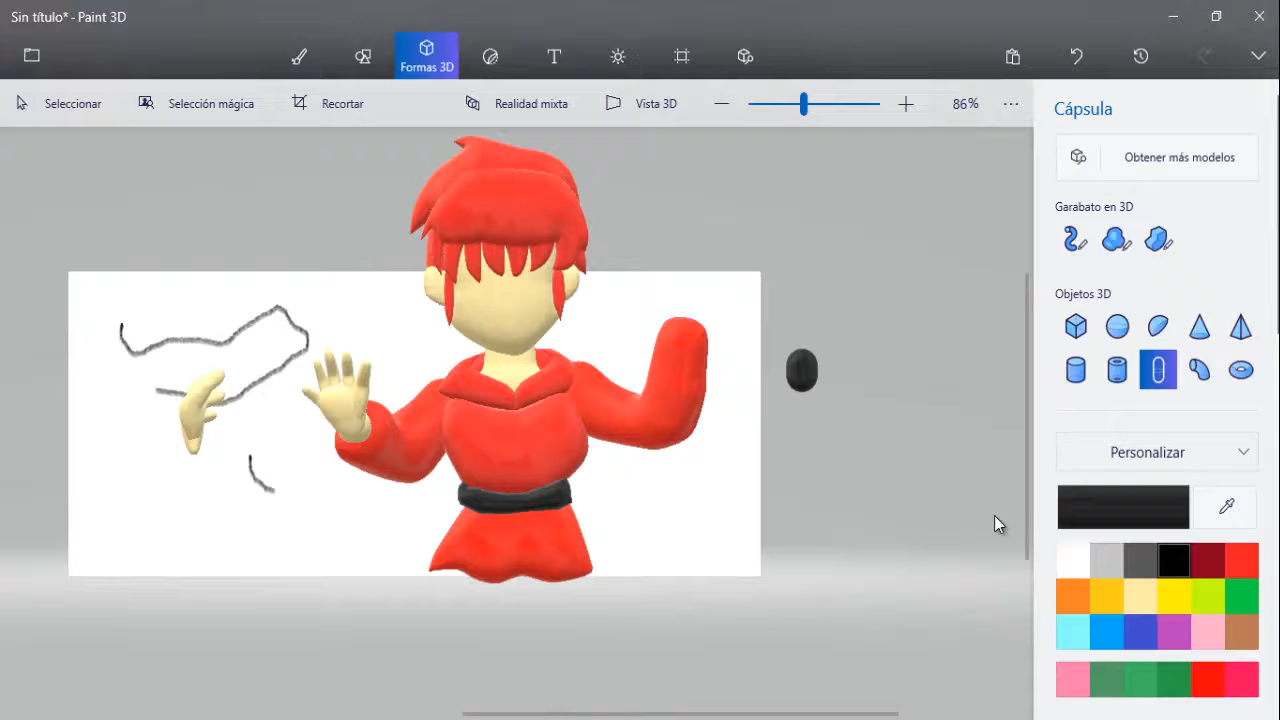 Sin título* - Paint 3D
Formas 3D
Seleccionar
Selección mágica
Recortar
Realidad mixta
Vista 3D
86%
Cápsula
Obtener más modelos
Garabato en 3D
Objetos 3D
Personalizar